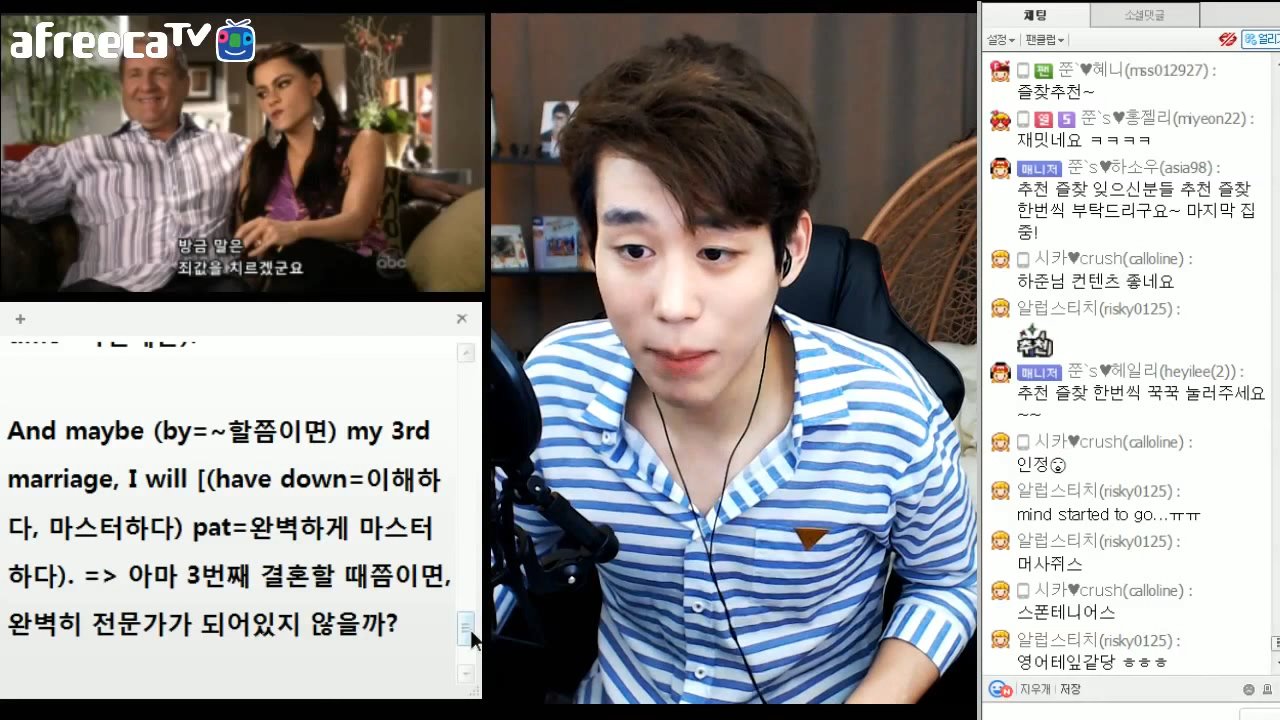 afreecaTV
방금 말은
죄값을 치르겠군요
abc
And maybe (by=~할쯤이면) my 3rd
marriage, I will [(have down=이해하
다, 마스터하다) pat=완벽하게 마스터
하다). => 아마 3번째 결혼할 때쯤이면,
완벽히 전문가가 되어있지 않을까?
채팅
소셜댓글
설정 팬클럽
팬 쭌`♥혜니(mss012927) :
즐찾추천~
열 5 쭌`s♥홍젤리(miyeon22) :
재밋네요 ㅋㅋㅋㅋ
매니저 쭌`s♥하소우(asia98) :
추천 즐찾 잊으신분들 추천 즐찾
한번씩 부탁드리구요~ 마지막 집
중!
시카♥crush(calloline) :
하준님 컨텐츠 좋네요
알럽스티치(risky0125) :
추천
매니저 쭌`s♥헤일리(heyilee(2)) :
추천 즐찾 한번씩 꾹꾹 눌러주세요
~~
시카♥crush(calloline) :
인정
알럽스티치(risky0125) :
mind started to go...ㅠㅠ
알럽스티치(risky0125) :
머사쥐스
시카♥crush(calloline) :
스폰테니어스
알럽스티치(risky0125) :
영어테잎같당 ㅎㅎㅎ
지우개 저장